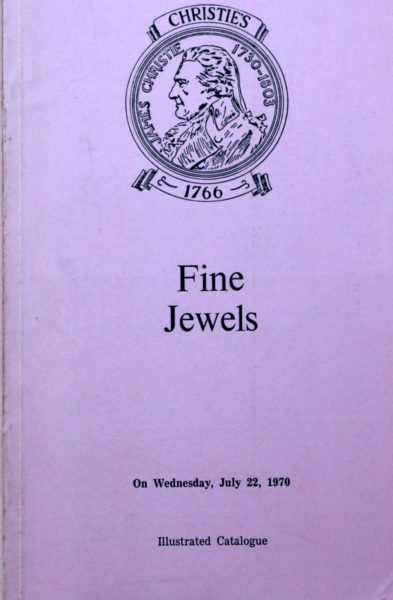 CHRISTIE'S
JAMES CHRISTIE 1730-1803
1766
Fine
Jewels
On Wednesday, July 22, 1970
Illustrated Catalogue